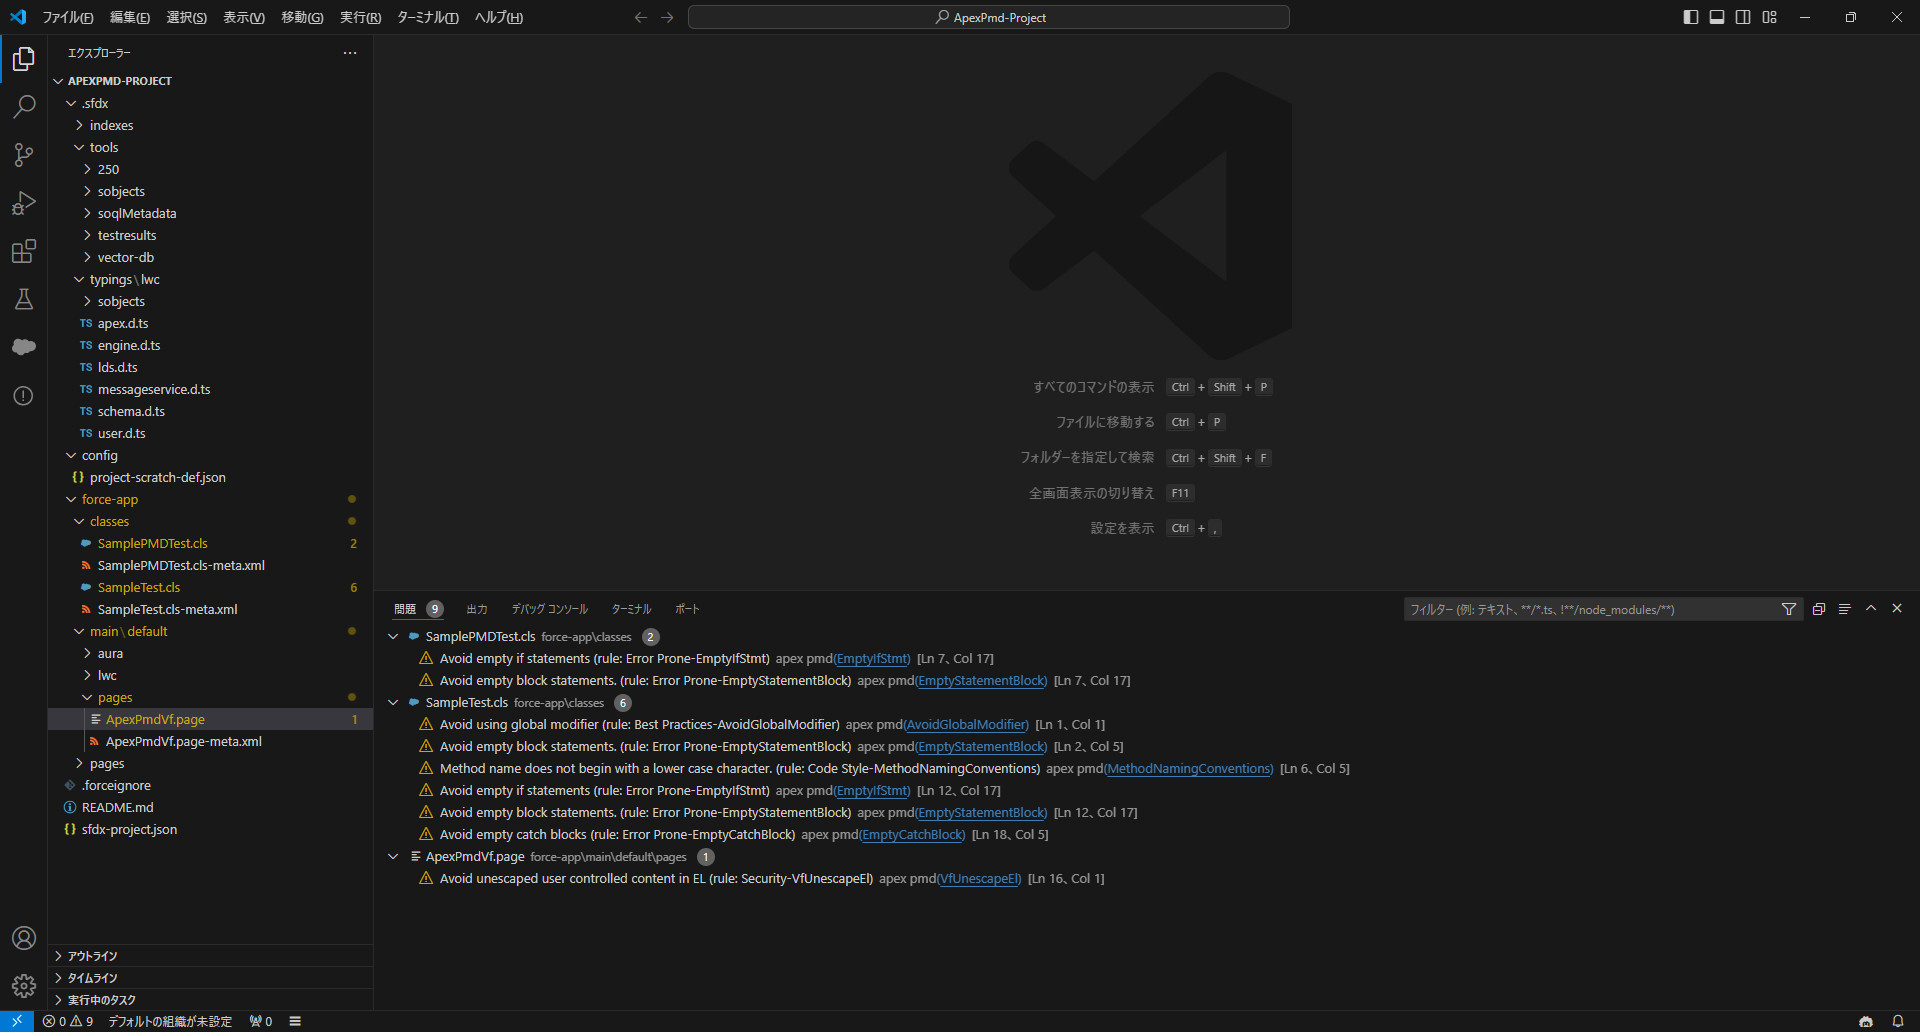 ファイル(F) 編集(E) 選択(S) 表示(V) 移動(G) 実行(R) ターミナル(T) ヘルプ(H) ApexPmd-Project
エクスプローラー
APEXPMD-PROJECT
.sfdx
indexes
tools
250
sobjects
soqlMetadata
testresults
vector-db
typings\lwc
sobjects
TS apex.d.ts
TS engine.d.ts
TS lds.d.ts
TS messageservice.d.ts
TS schema.d.ts
TS user.d.ts
config
{} project-scratch-def.json
force-app
classes
SamplePMDTest.cls 2
SamplePMDTest.cls-meta.xml
SampleTest.cls 6
SampleTest.cls-meta.xml
main\default
aura
lwc
pages
ApexPmdVf.page 1
ApexPmdVf.page-meta.xml
pages
.forceignore
README.md
{} sfdx-project.json
アウトライン
タイムライン
実行中のタスク
すべてのコマンドの表示 Ctrl + Shift + P
ファイルに移動する Ctrl + P
フォルダーを指定して検索 Ctrl + Shift + F
全画面表示の切り替え F11
設定を表示 Ctrl + ,
問題 9 出力 デバッグ コンソール ターミナル ポート フィルター (例: テキスト、**/*.ts、!**/node_modules/**)
SamplePMDTest.cls force-app\classes 2
Avoid empty if statements (rule: Error Prone-EmptyIfStmt) apex pmd(EmptyIfStmt) [Ln 7、Col 17]
Avoid empty block statements. (rule: Error Prone-EmptyStatementBlock) apex pmd(EmptyStatementBlock) [Ln 7、Col 17]
SampleTest.cls force-app\classes 6
Avoid using global modifier (rule: Best Practices-AvoidGlobalModifier) apex pmd(AvoidGlobalModifier) [Ln 1、Col 1]
Avoid empty block statements. (rule: Error Prone-EmptyStatementBlock) apex pmd(EmptyStatementBlock) [Ln 2、Col 5]
Method name does not begin with a lower case character. (rule: Code Style-MethodNamingConventions) apex pmd(MethodNamingConventions) [Ln 6、Col 5]
Avoid empty if statements (rule: Error Prone-EmptyIfStmt) apex pmd(EmptyIfStmt) [Ln 12、Col 17]
Avoid empty block statements. (rule: Error Prone-EmptyStatementBlock) apex pmd(EmptyStatementBlock) [Ln 12、Col 17]
Avoid empty catch blocks (rule: Error Prone-EmptyCatchBlock) apex pmd(EmptyCatchBlock) [Ln 18、Col 5]
ApexPmdVf.page force-app\main\default\pages 1
Avoid unescaped user controlled content in EL (rule: Security-VfUnescapeEl) apex pmd(VfUnescapeEl) [Ln 16、Col 1]
0 9 デフォルトの組織が未設定 0